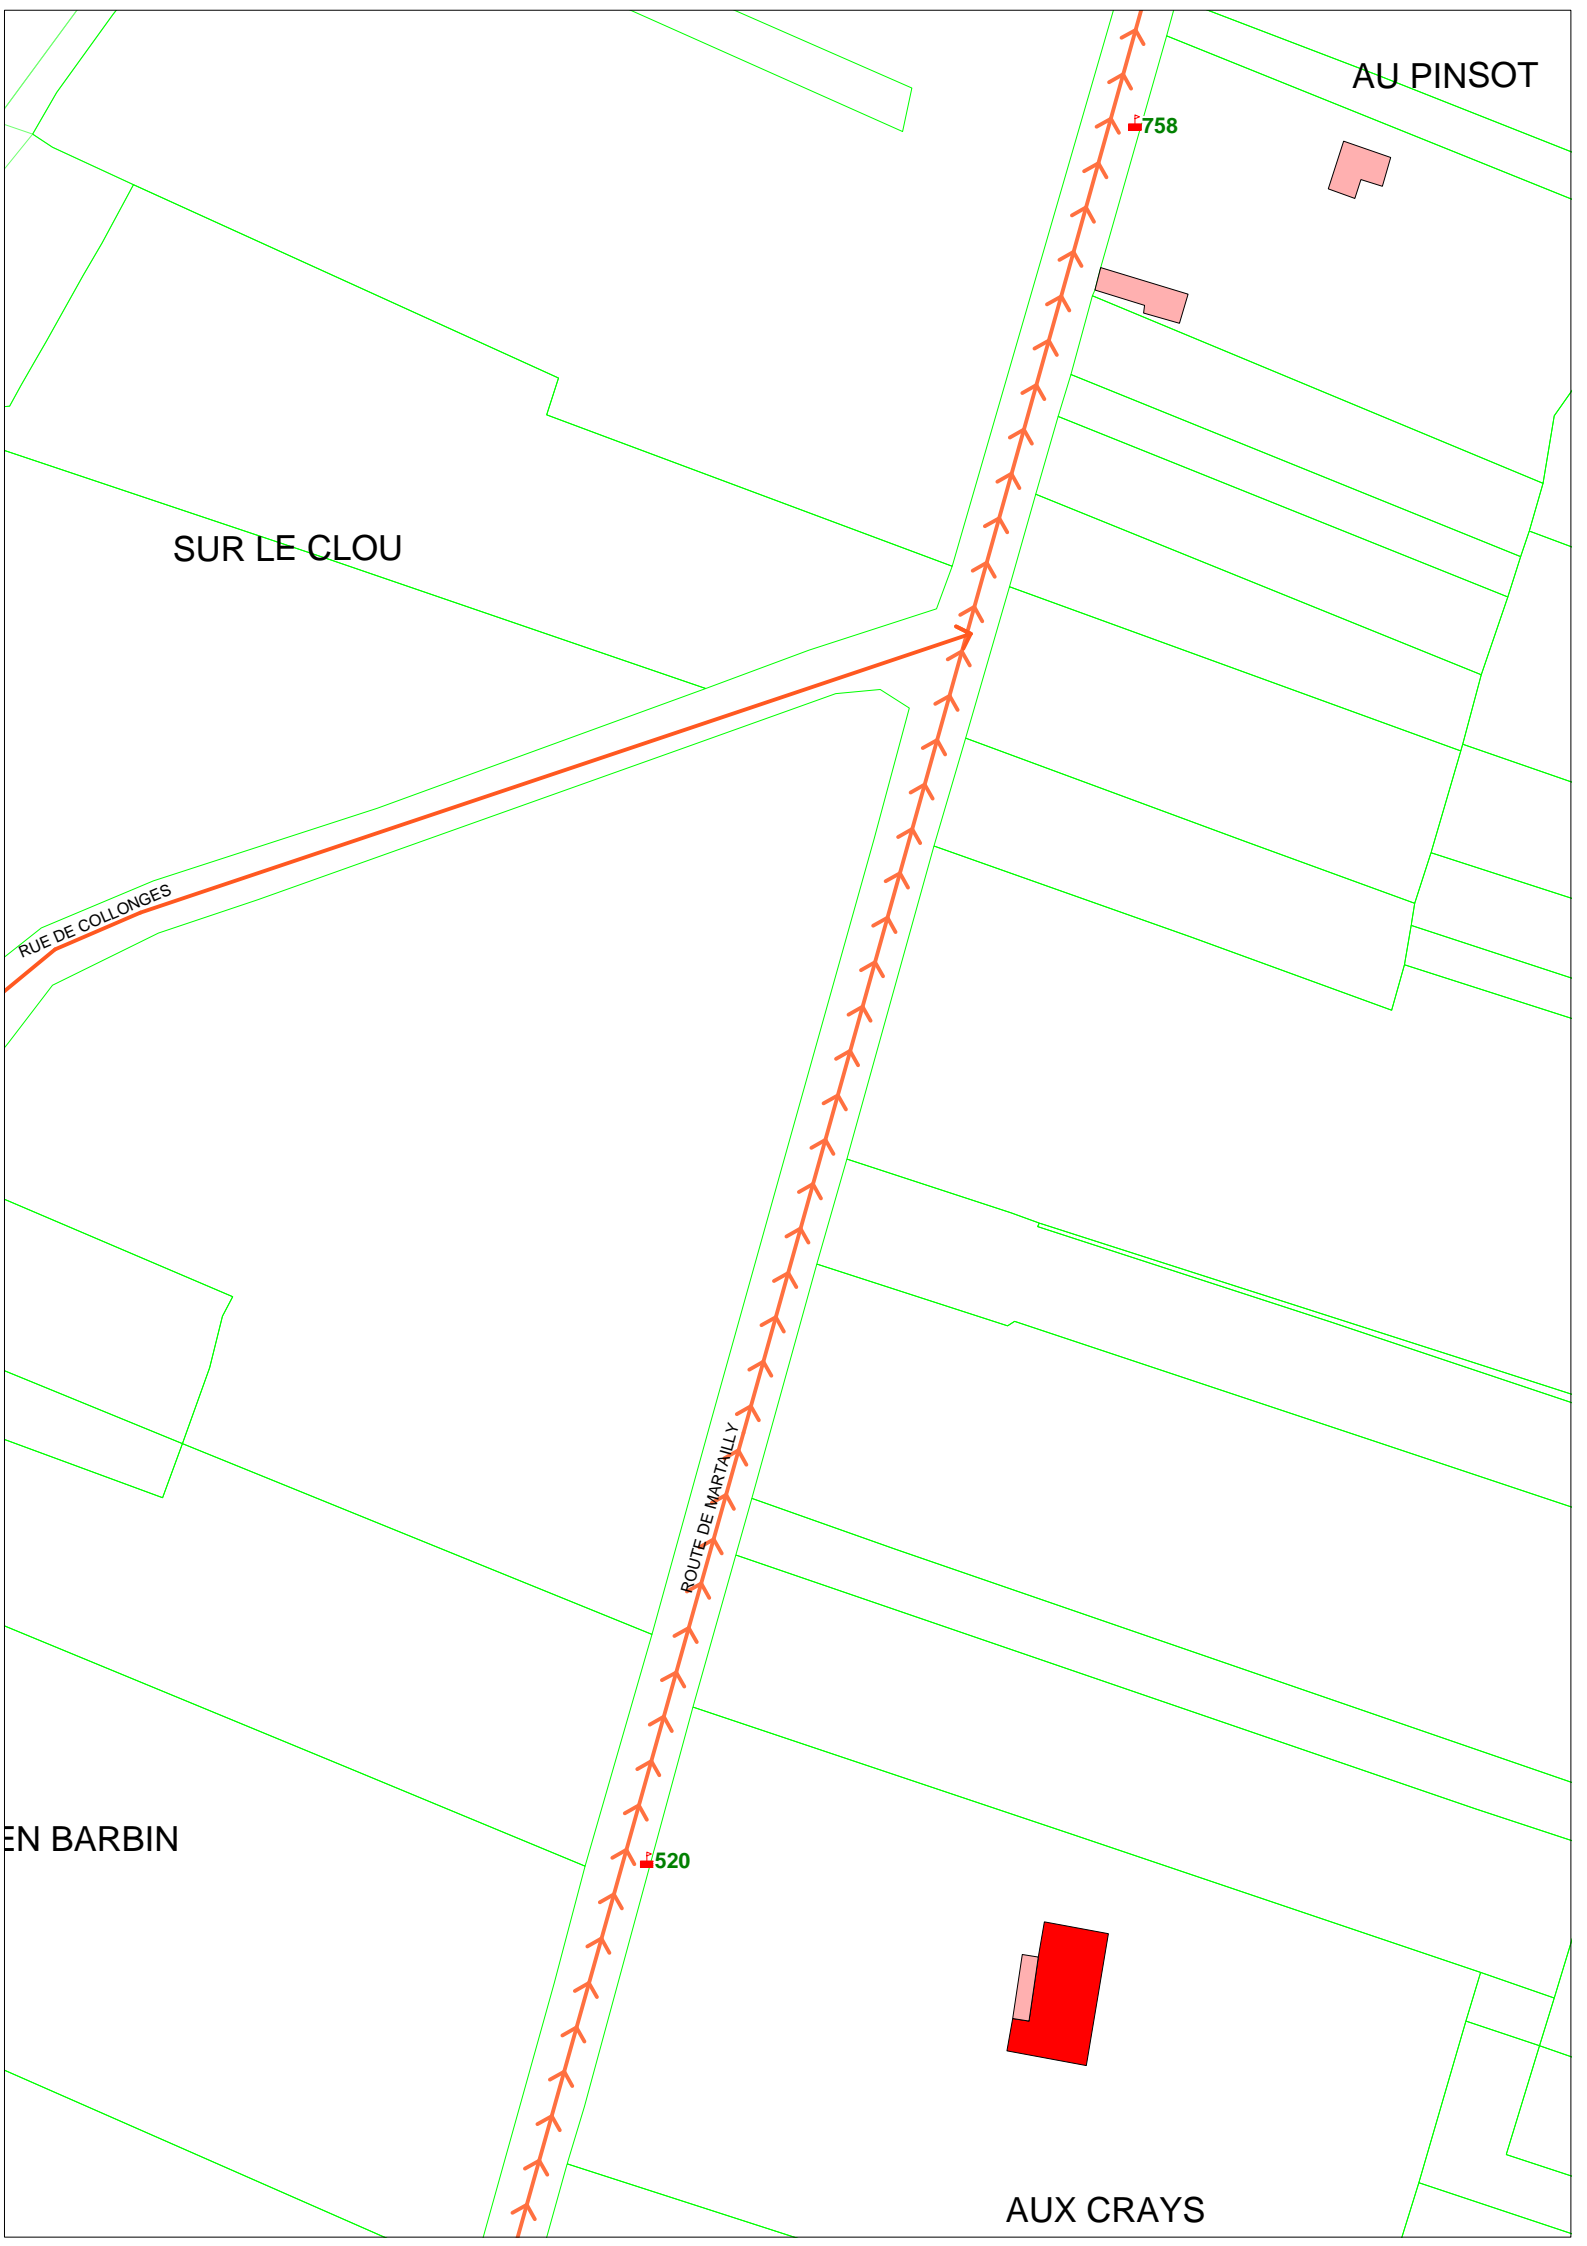 AU PINSOT
758
SUR LE CLOU
RUE DE COLLONGES
ROUTE DE MARTAILLY
EN BARBIN
520
AUX CRAYS